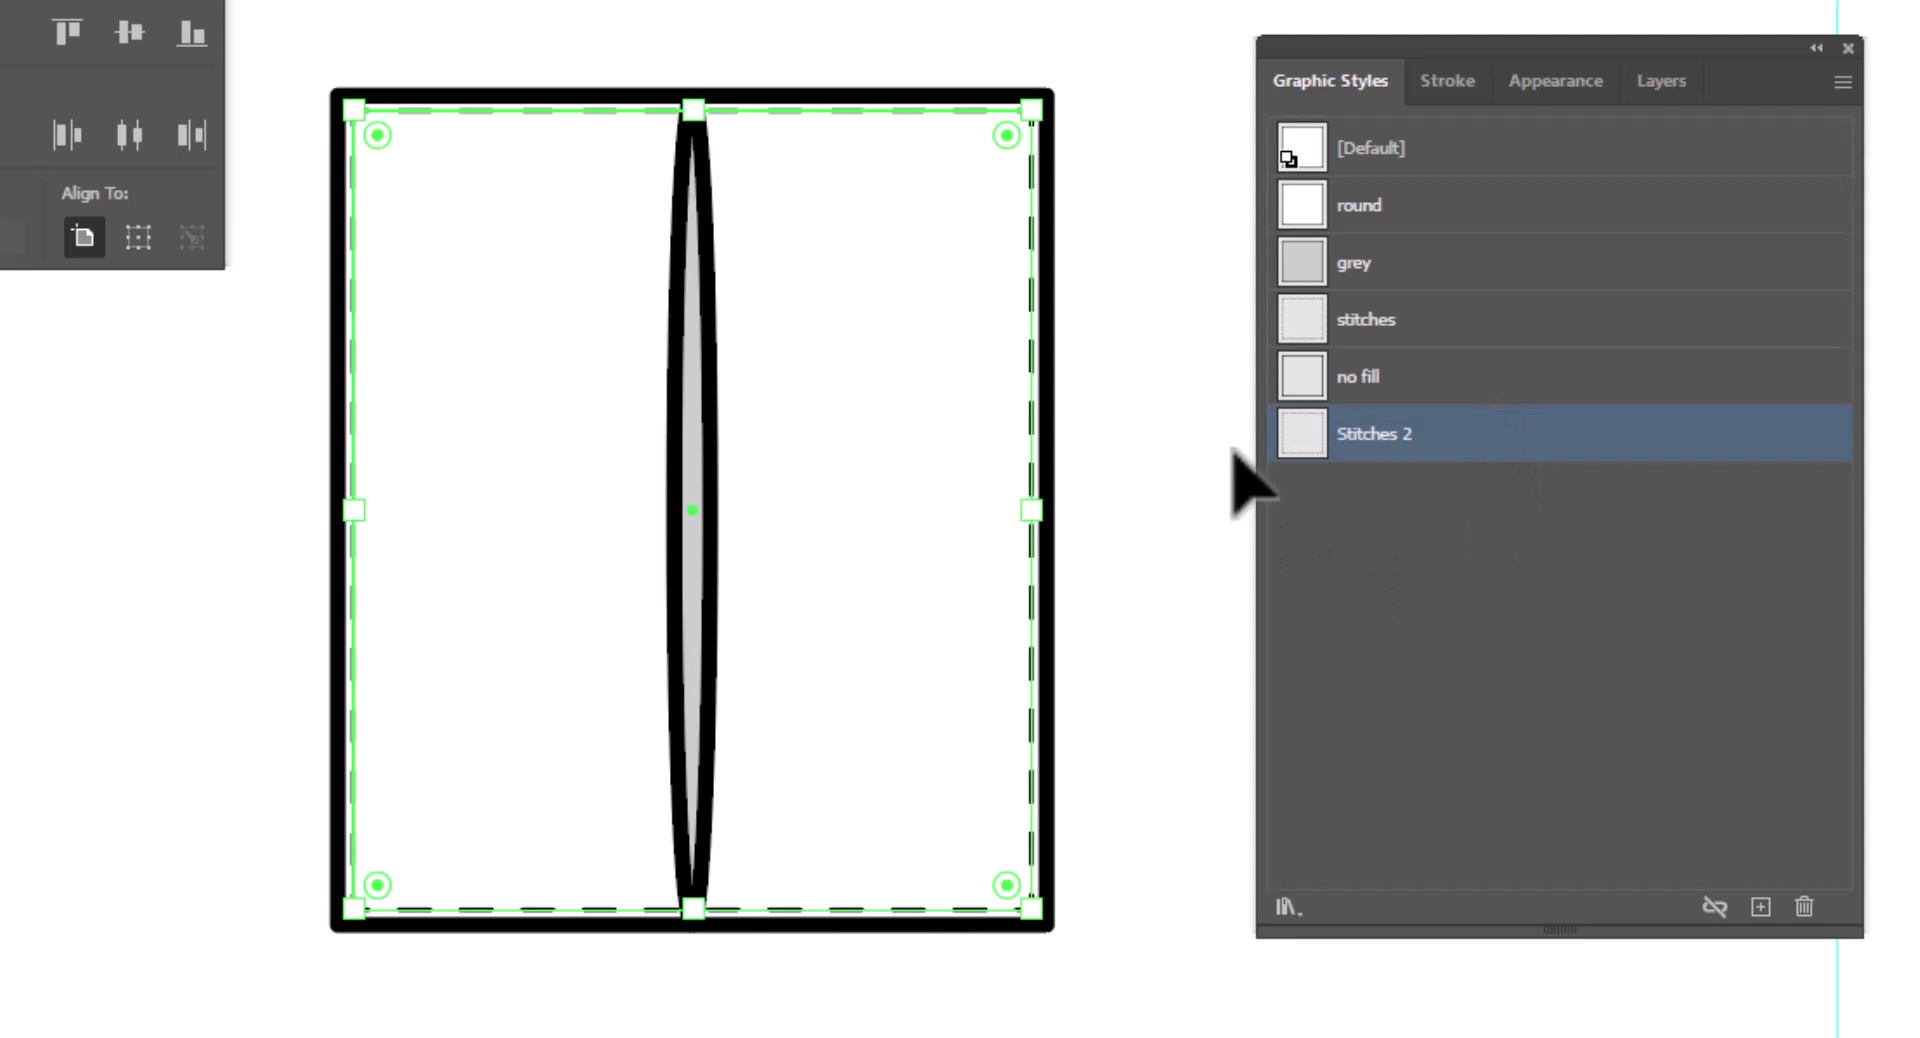 Align To:
Graphic Styles Stroke Appearance Layers
[Default]
round
grey
stitches
no fill
Stitches 2